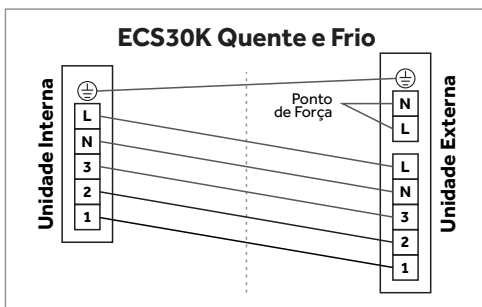 ECS30K Quente e Frio
Unidade Interna
L
N
3
2
1
Ponto
de Força
N
L
L
N
3
2
1
Unidade Externa